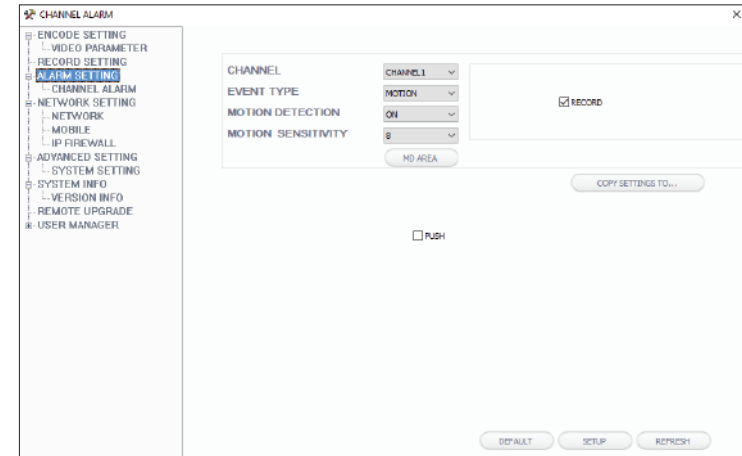 CHANNEL ALARM
ENCODE SETTING
VIDEO PARAMETER
RECORD SETTING
ALARM SETTING
CHANNEL ALARM
NETWORK SETTING
NETWORK
MOBILE
IP FIREWALL
ADVANCED SETTING
SYSTEM SETTING
SYSTEM INFO
VERSION INFO
REMOTE UPGRADE
USER MANAGER
CHANNEL CHANNEL1
EVENT TYPE MOTION
MOTION DETECTION ON
MOTION SENSITIVITY 8
MD AREA
RECORD
COPY SETTINGS TO...
PUSH
DEFAULT SETUP REFRESH